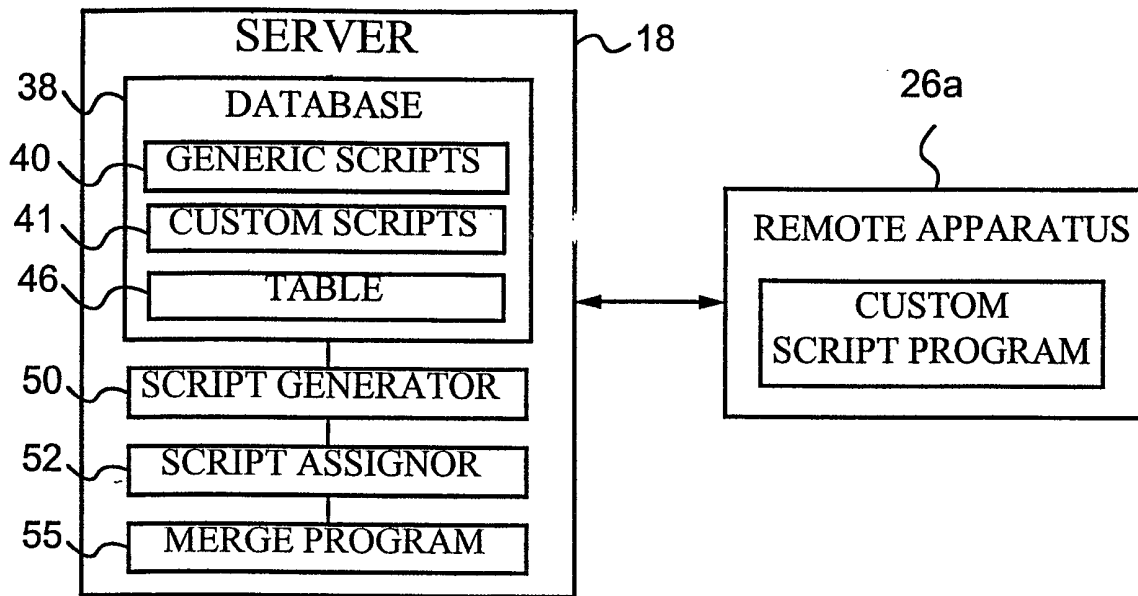 SERVER
18
38
DATABASE
40
GENERIC SCRIPTS
41
CUSTOM SCRIPTS
46
TABLE
50
SCRIPT GENERATOR
52
SCRIPT ASSIGNOR
55
MERGE PROGRAM
26a
REMOTE APPARATUS
CUSTOM
SCRIPT PROGRAM